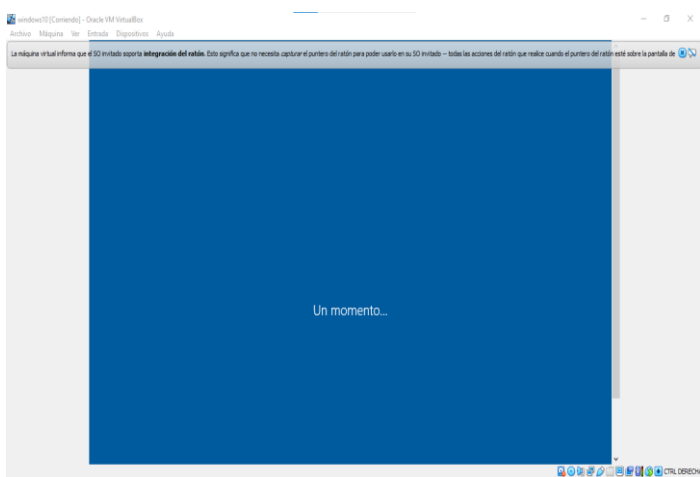 windows10 [Corriendo] - Oracle VM VirtualBox
Archivo Máquina Ver Entrada Dispositivos Ayuda
La máquina virtual informa que el SO invitado soporta integración del ratón. Esto significa que no necesita capturar el puntero del ratón para poder usarlo en su SO invitado — todas las acciones del ratón que realice cuando el puntero del ratón esté sobre la pantalla de
Un momento...
CTRL DERECHA